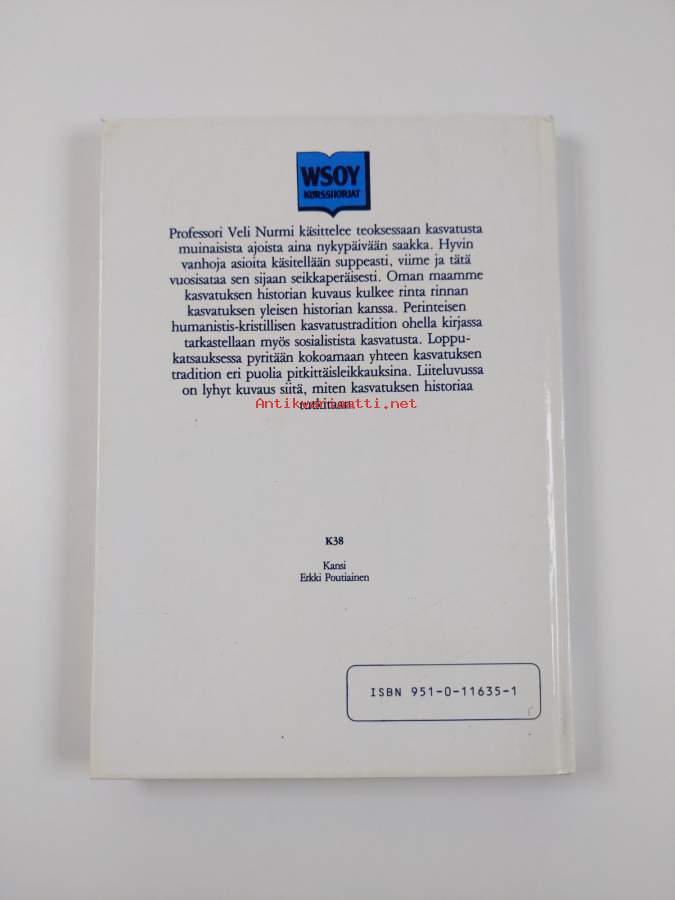 WSOY
KURSSIKIRJAT
Professori Veli Nurmi käsittelee teoksessaan kasvatusta
muinaisista ajoista aina nykypäivään saakka. Hyvin
vanhoja asioita käsitellään suppeasti, viime ja tätä
vuosisataa sen sijaan seikkaperäisesti. Oman maamme
kasvatuksen historian kuvaus kulkee rinta rinnan
kasvatuksen yleisen historian kanssa. Perinteisen
humanistis-kristillisen kasvatustradition ohella kirjassa
tarkastellaan myös sosialistista kasvatusta. Loppu-
katsauksessa pyritään kokoamaan yhteen kasvatuksen
tradition eri puolia pitkittäisleikkauksina. Liiteluvussa
on lyhyt kuvaus siitä, miten kasvatuksen historiaa
tutkitaan.
Antikvariaatti.net
K38
Kansi
Erkki Poutiainen
ISBN 951-0-11635-1